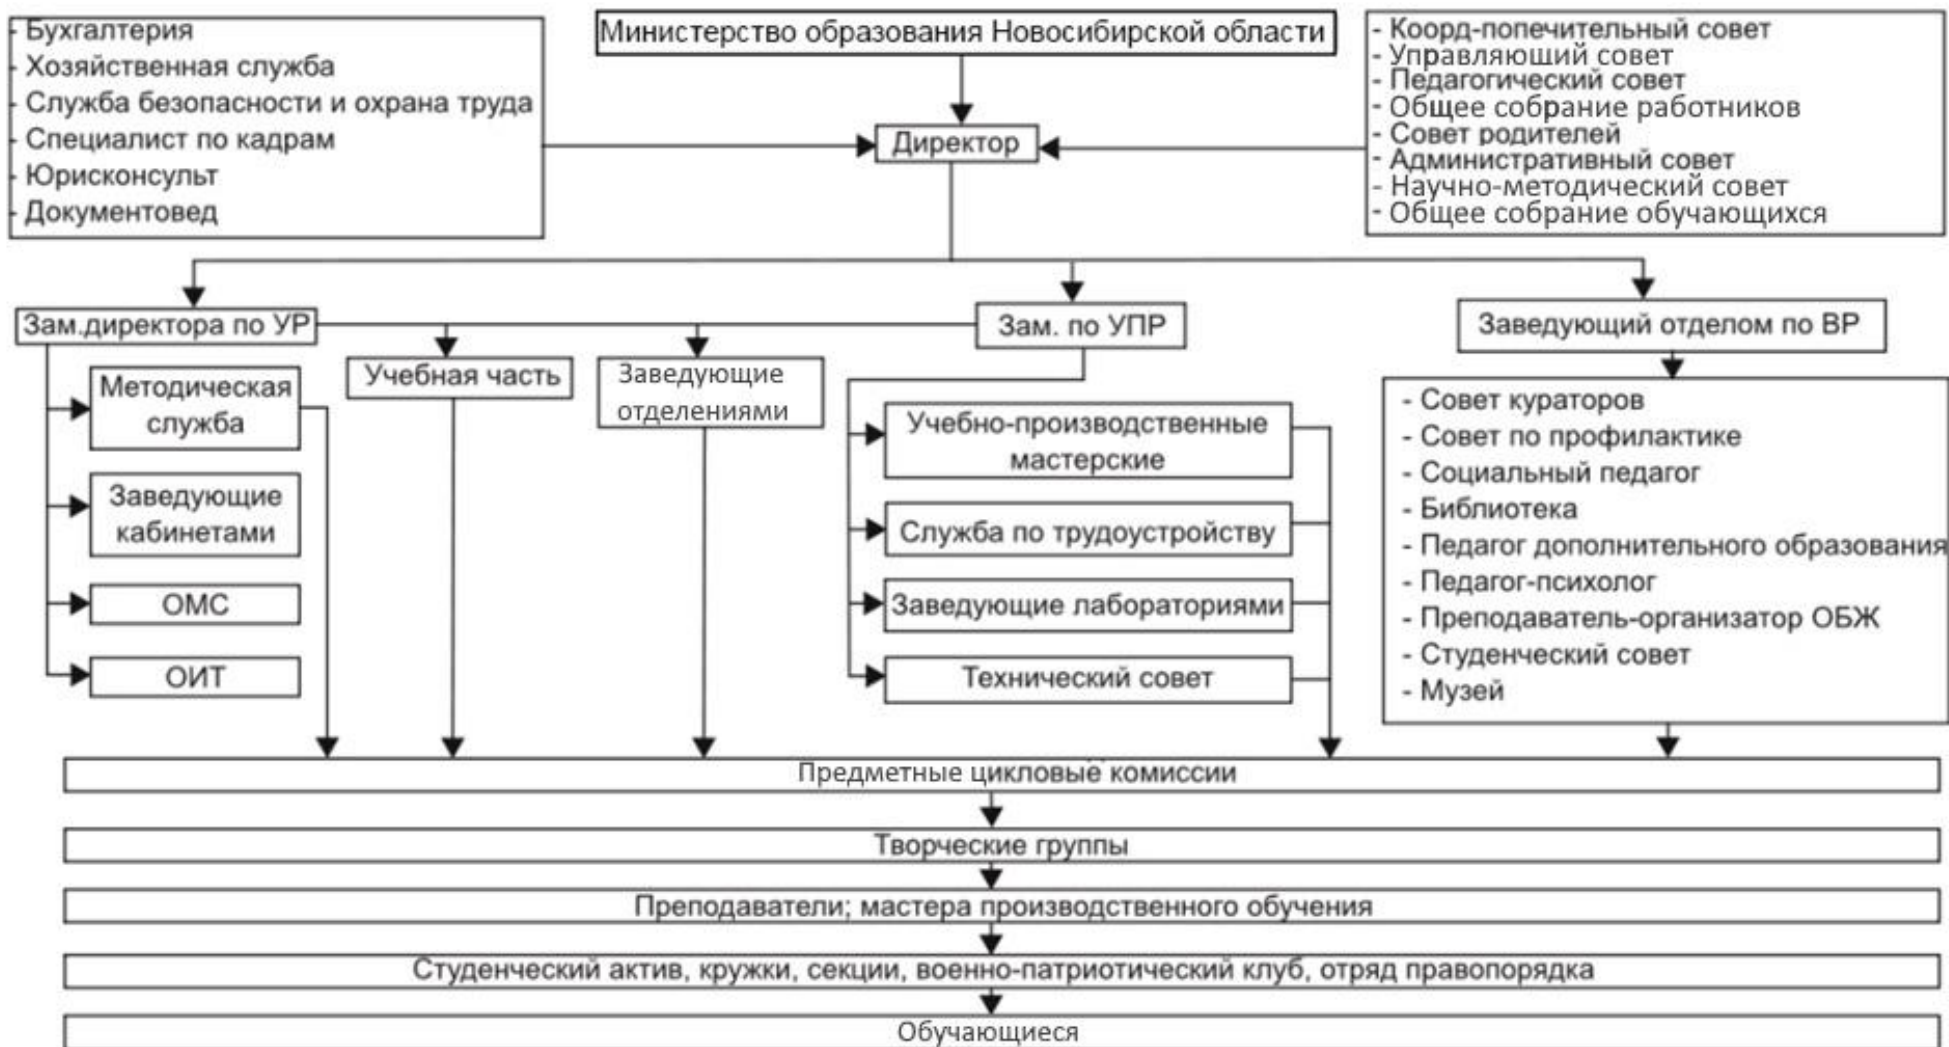 - Бухгалтерия
- Хозяйственная служба
- Служба безопасности и охрана труда
- Специалист по кадрам
- Юрисконсульт
- Документовед
Министерство образования Новосибирской области
- Коорд-попечительный совет
- Управляющий совет
- Педагогический совет
- Общее собрание работников
- Совет родителей
- Административный совет
- Научно-методический совет
- Общее собрание обучающихся
Директор
Зам.директора по УР
Зам. по УПР
Заведующий отделом по ВР
Методическая
служба
Заведующие
кабинетами
ОМС
ОИТ
Учебная часть
Заведующие
отделениями
Учебно-производственные
мастерские
Служба по трудоустройству
Заведующие лабораториями
Технический совет
- Совет кураторов
- Совет по профилактике
- Социальный педагог
- Библиотека
- Педагог дополнительного образования
- Педагог-психолог
- Преподаватель-организатор ОБЖ
- Студенческий совет
- Музей
Предметные цикловые комиссии
Творческие группы
Преподаватели; мастера производственного обучения
Студенческий актив, кружки, секции, военно-патриотический клуб, отряд правопорядка
Обучающиеся